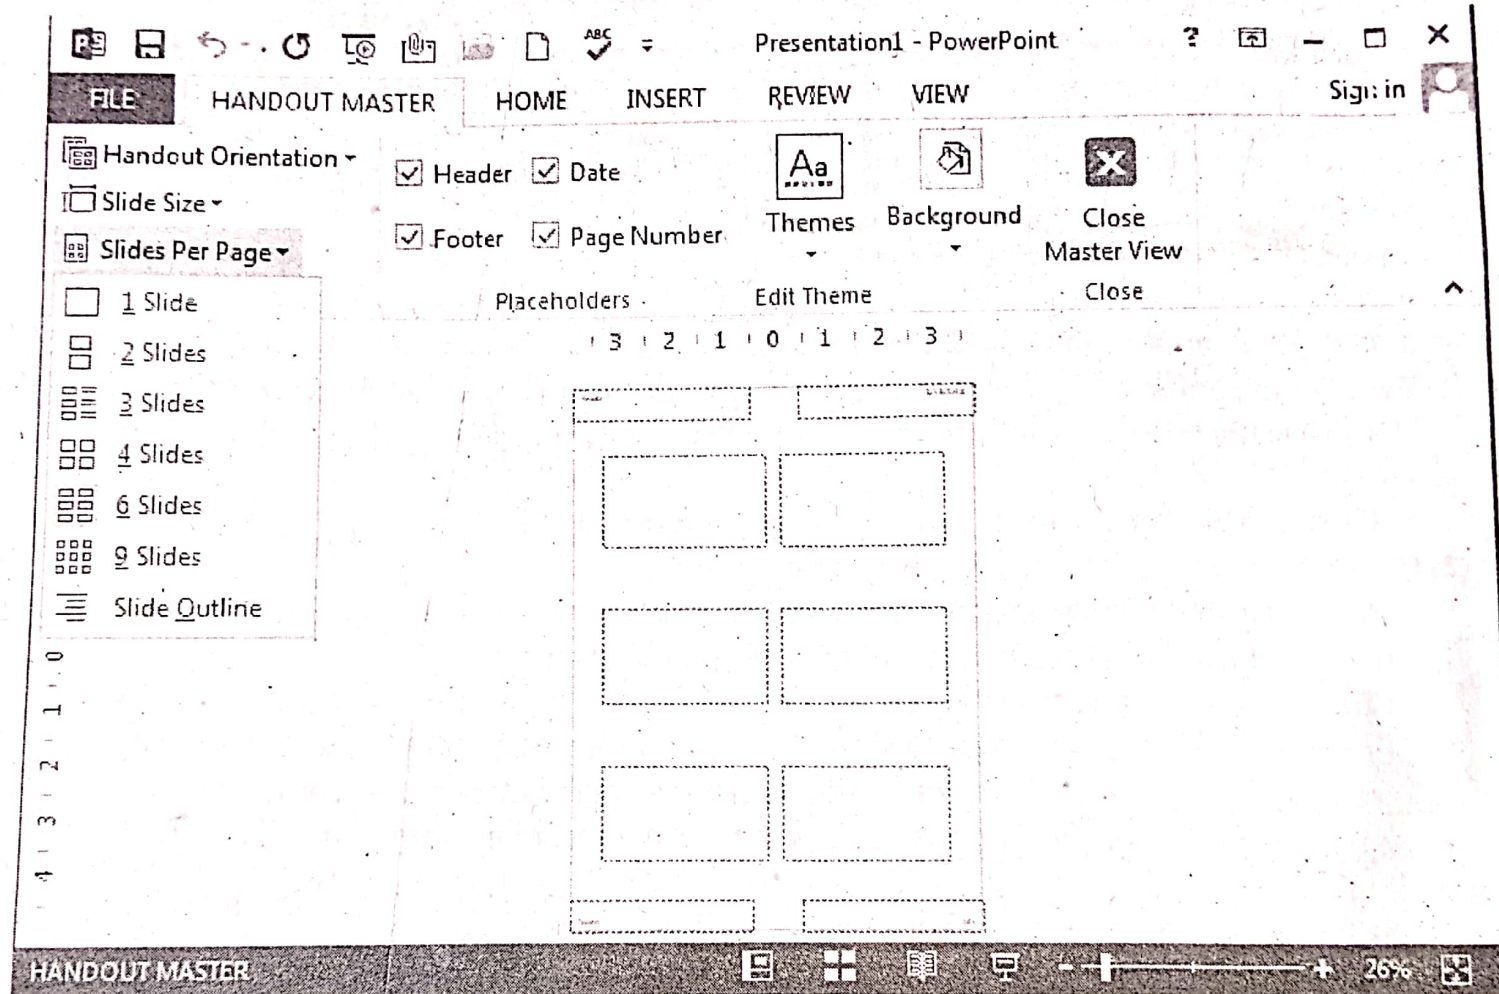 ABC
Presentation1 - PowerPoint
?
FILE
HANDOUT MASTER
HOME
INSERT
REVIEW
VIEW
Sign in
Handout Orientation
Slide Size
Slides Per Page
Header
Date
Footer
Page Number
Placeholders
Aa
Themes
Background
Edit Theme
Close
Master View
Close
1 Slide
2 Slides
3 Slides
4 Slides
6 Slides
9 Slides
Slide Outline
3 2 1 0 1 2 3
0
1
2
3
4
HANDOUT MASTER
26%